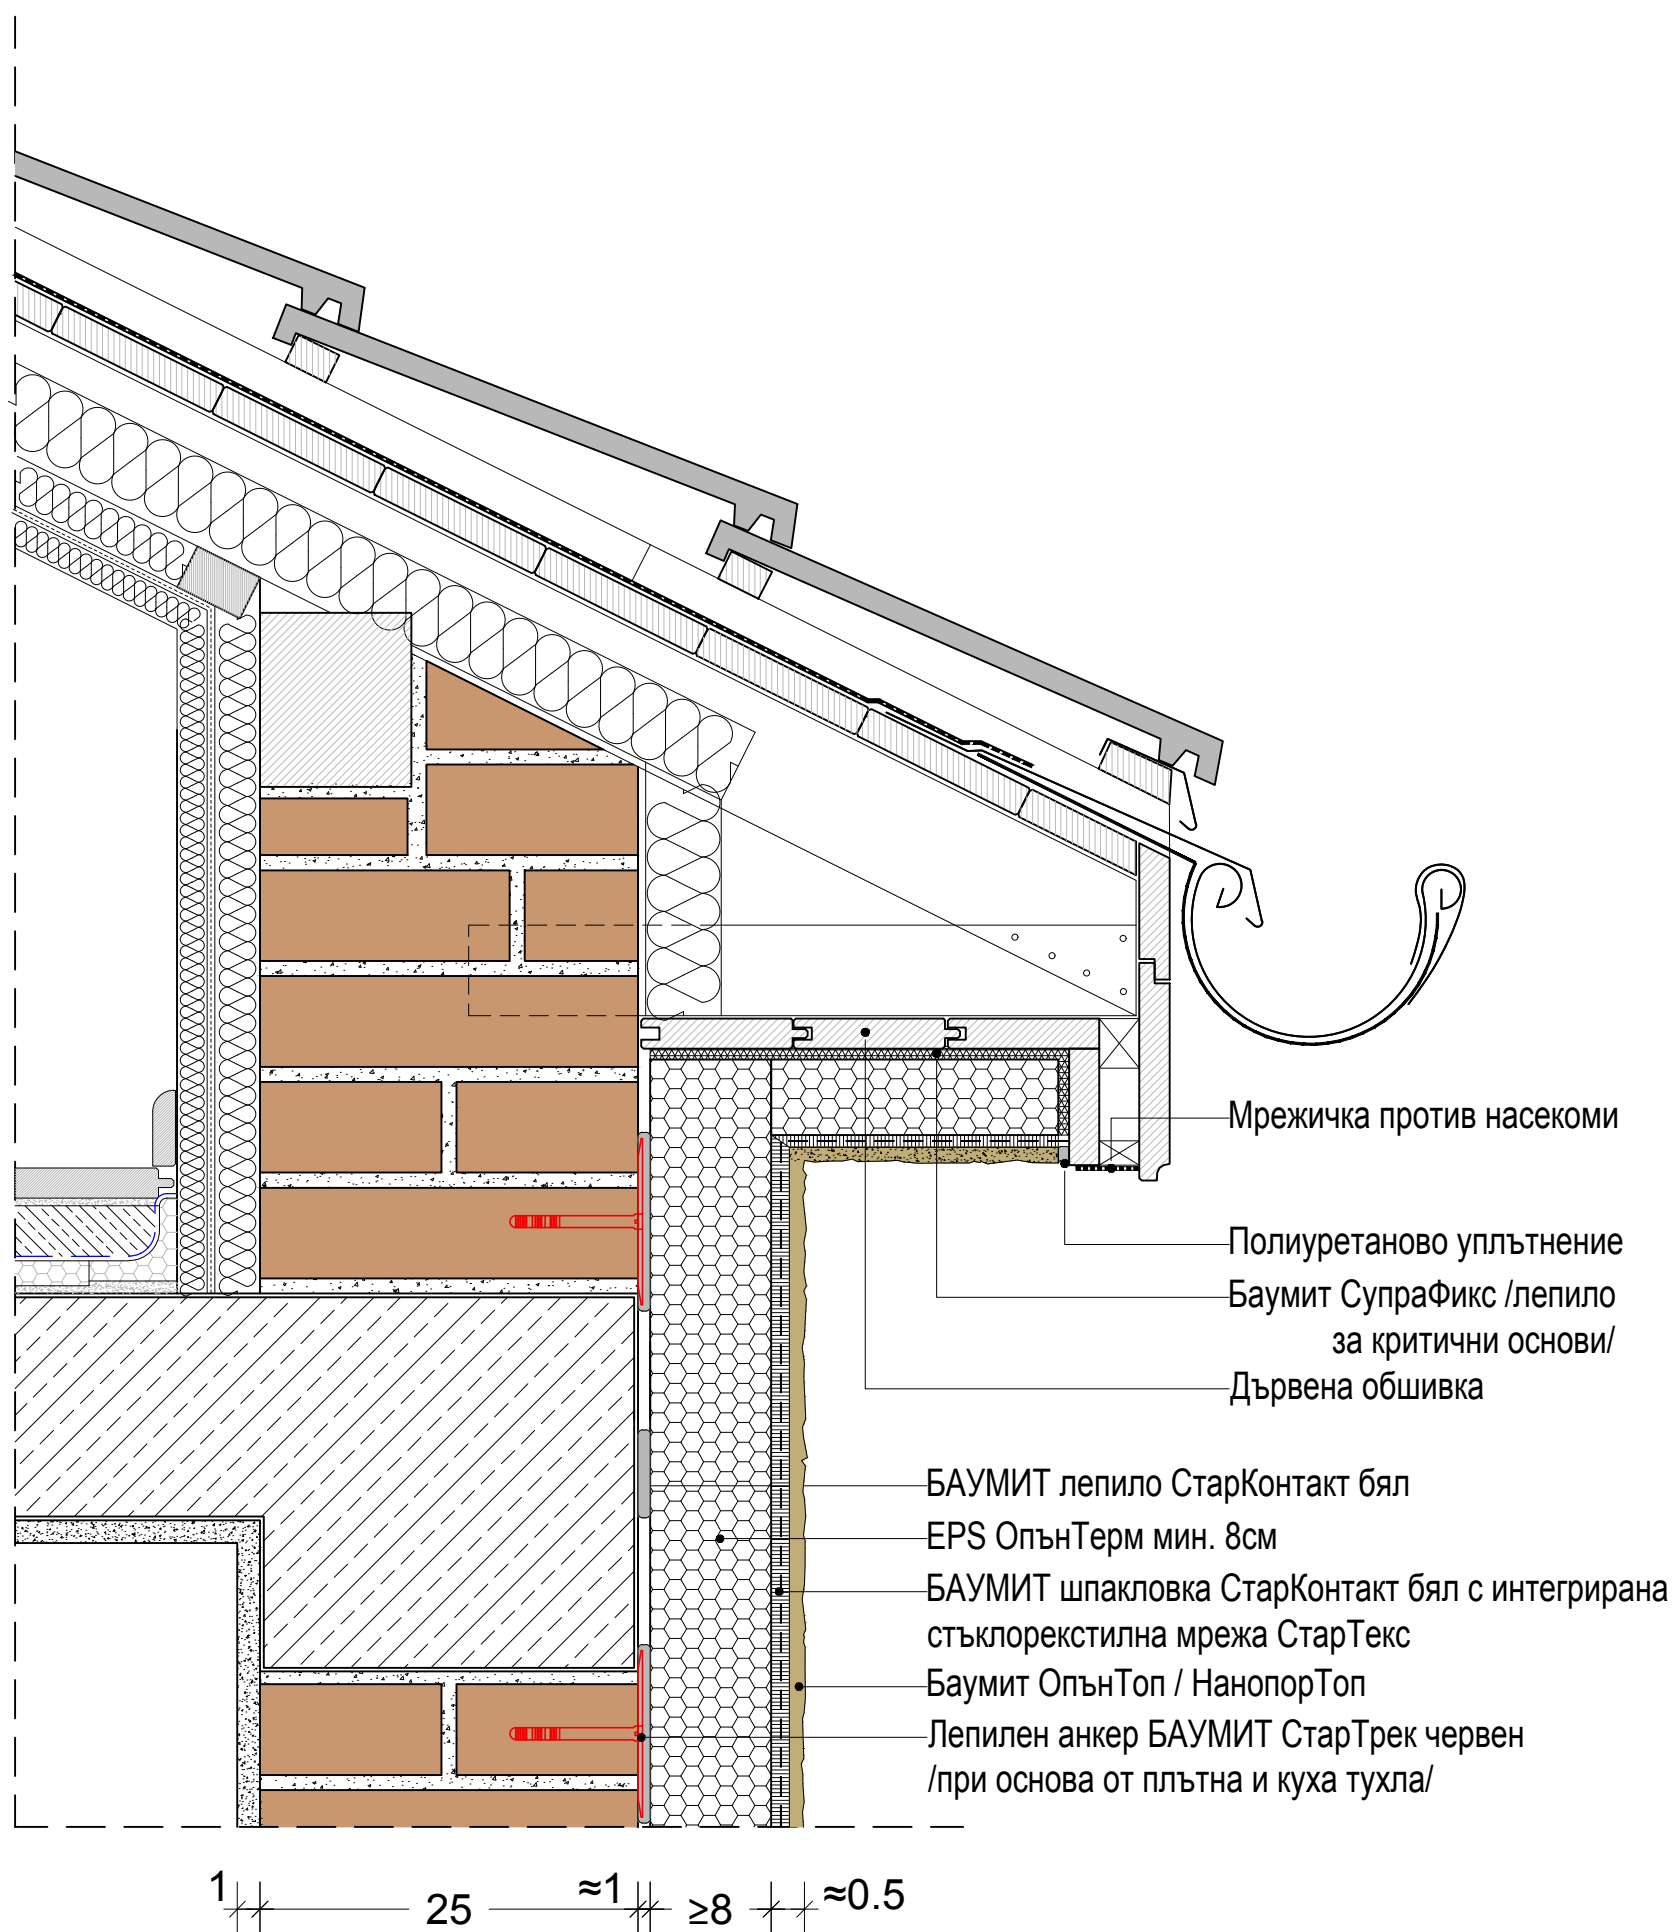 Мрежичка против насекоми
Полиуретаново уплътнение
Баумит СупраФикс /лепило
за критични основи/
Дървена обшивка
БАУМИТ лепило СтарКонтакт бял
EPS ОпънТерм мин. 8см
БАУМИТ шпакловка СтарКонтакт бял с интегрирана
стъклорекстилна мрежа СтарТекс
Баумит ОпънТоп / НанопорТоп
Лепилен анкер БАУМИТ СтарТрек червен
/при основа от плътна и куха тухла/
1 25 ≈1 ≥8 ≈0.5